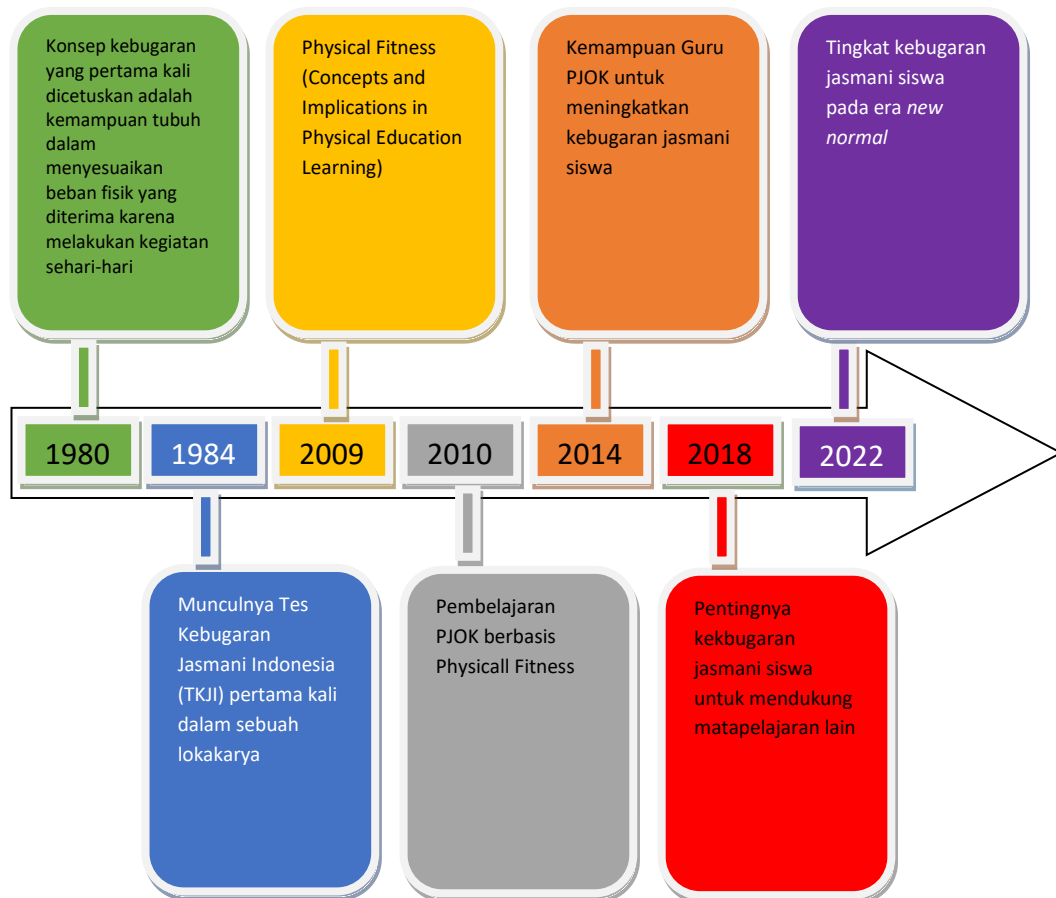 Konsep kebugaran
yang pertama kali
dicetuskan adalah
kemampuan tubuh
dalam
menyesuaikan
beban fisik yang
diterima karena
melakukan kegiatan
sehari-hari
Physical Fitness
(Concepts and
Implications in
Physical Education
Learning)
Kemampuan Guru
PJOK untuk
meningkatkan
kebugaran jasmani
siswa
Tingkat kebugaran
jasmani siswa
pada era new
normal
1980
1984
2009
2010
2014
2018
2022
Munculnya Tes
Kebugaran
Jasmani Indonesia
(TKJI) pertama kali
dalam sebuah
lokakarya
Pembelajaran
PJOK berbasis
Physicall Fitness
Pentingnya
kekbugaran
jasmani siswa
untuk mendukung
matapelajaran lain